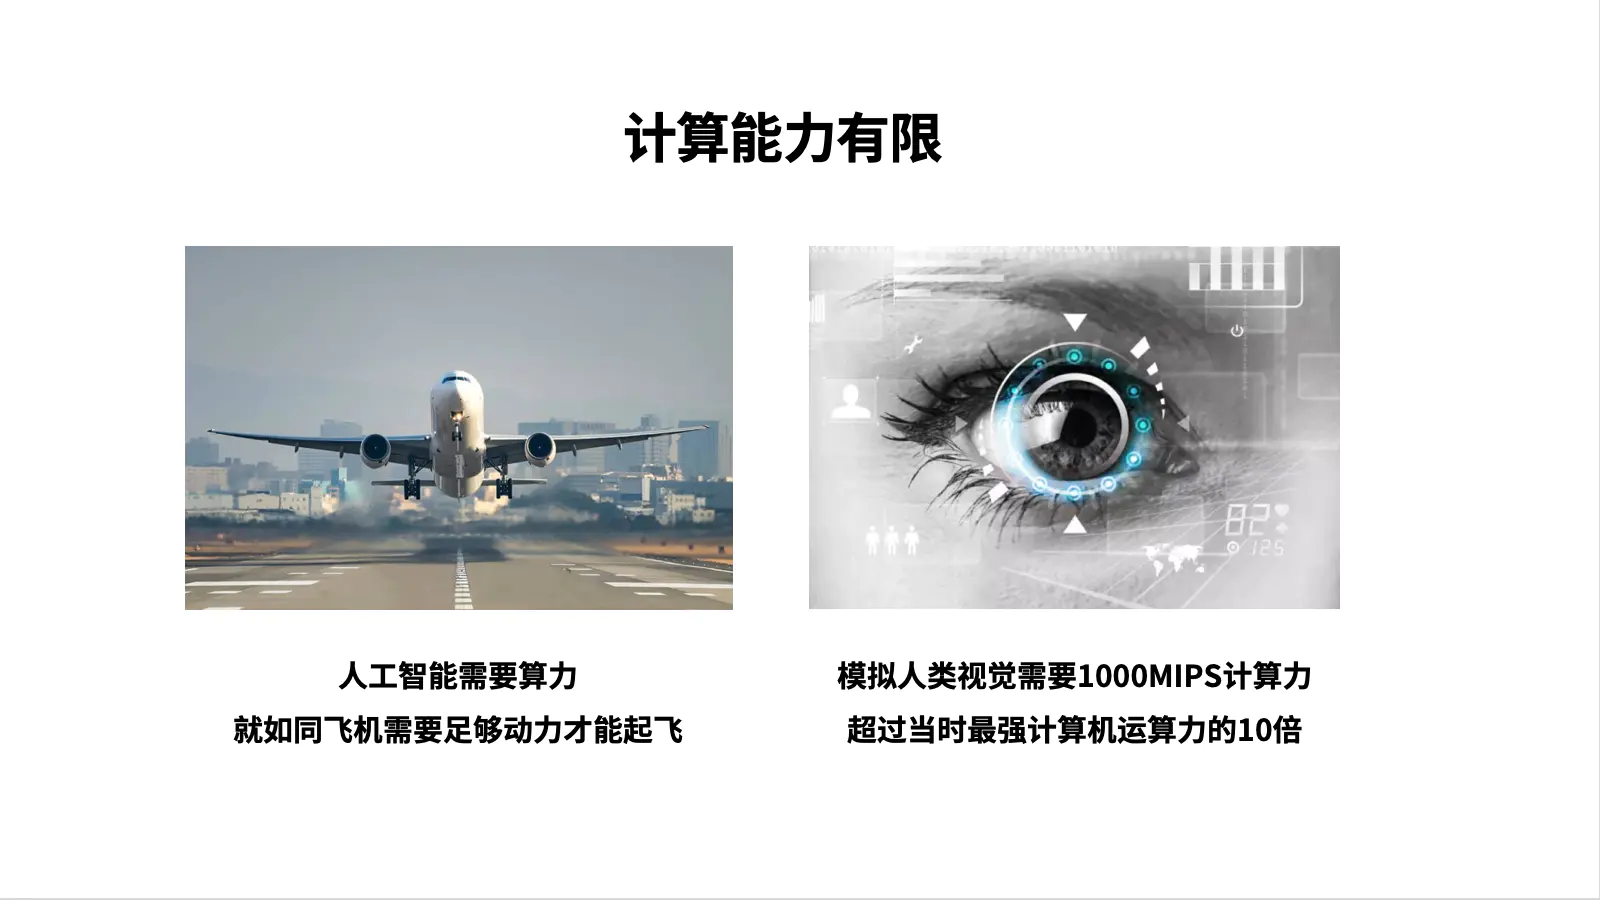 计算能力有限
82
125
人工智能需要算力
就如同飞机需要足够动力才能起飞
模拟人类视觉需要1000MIPS计算力
超过当时最强计算机运算力的10倍